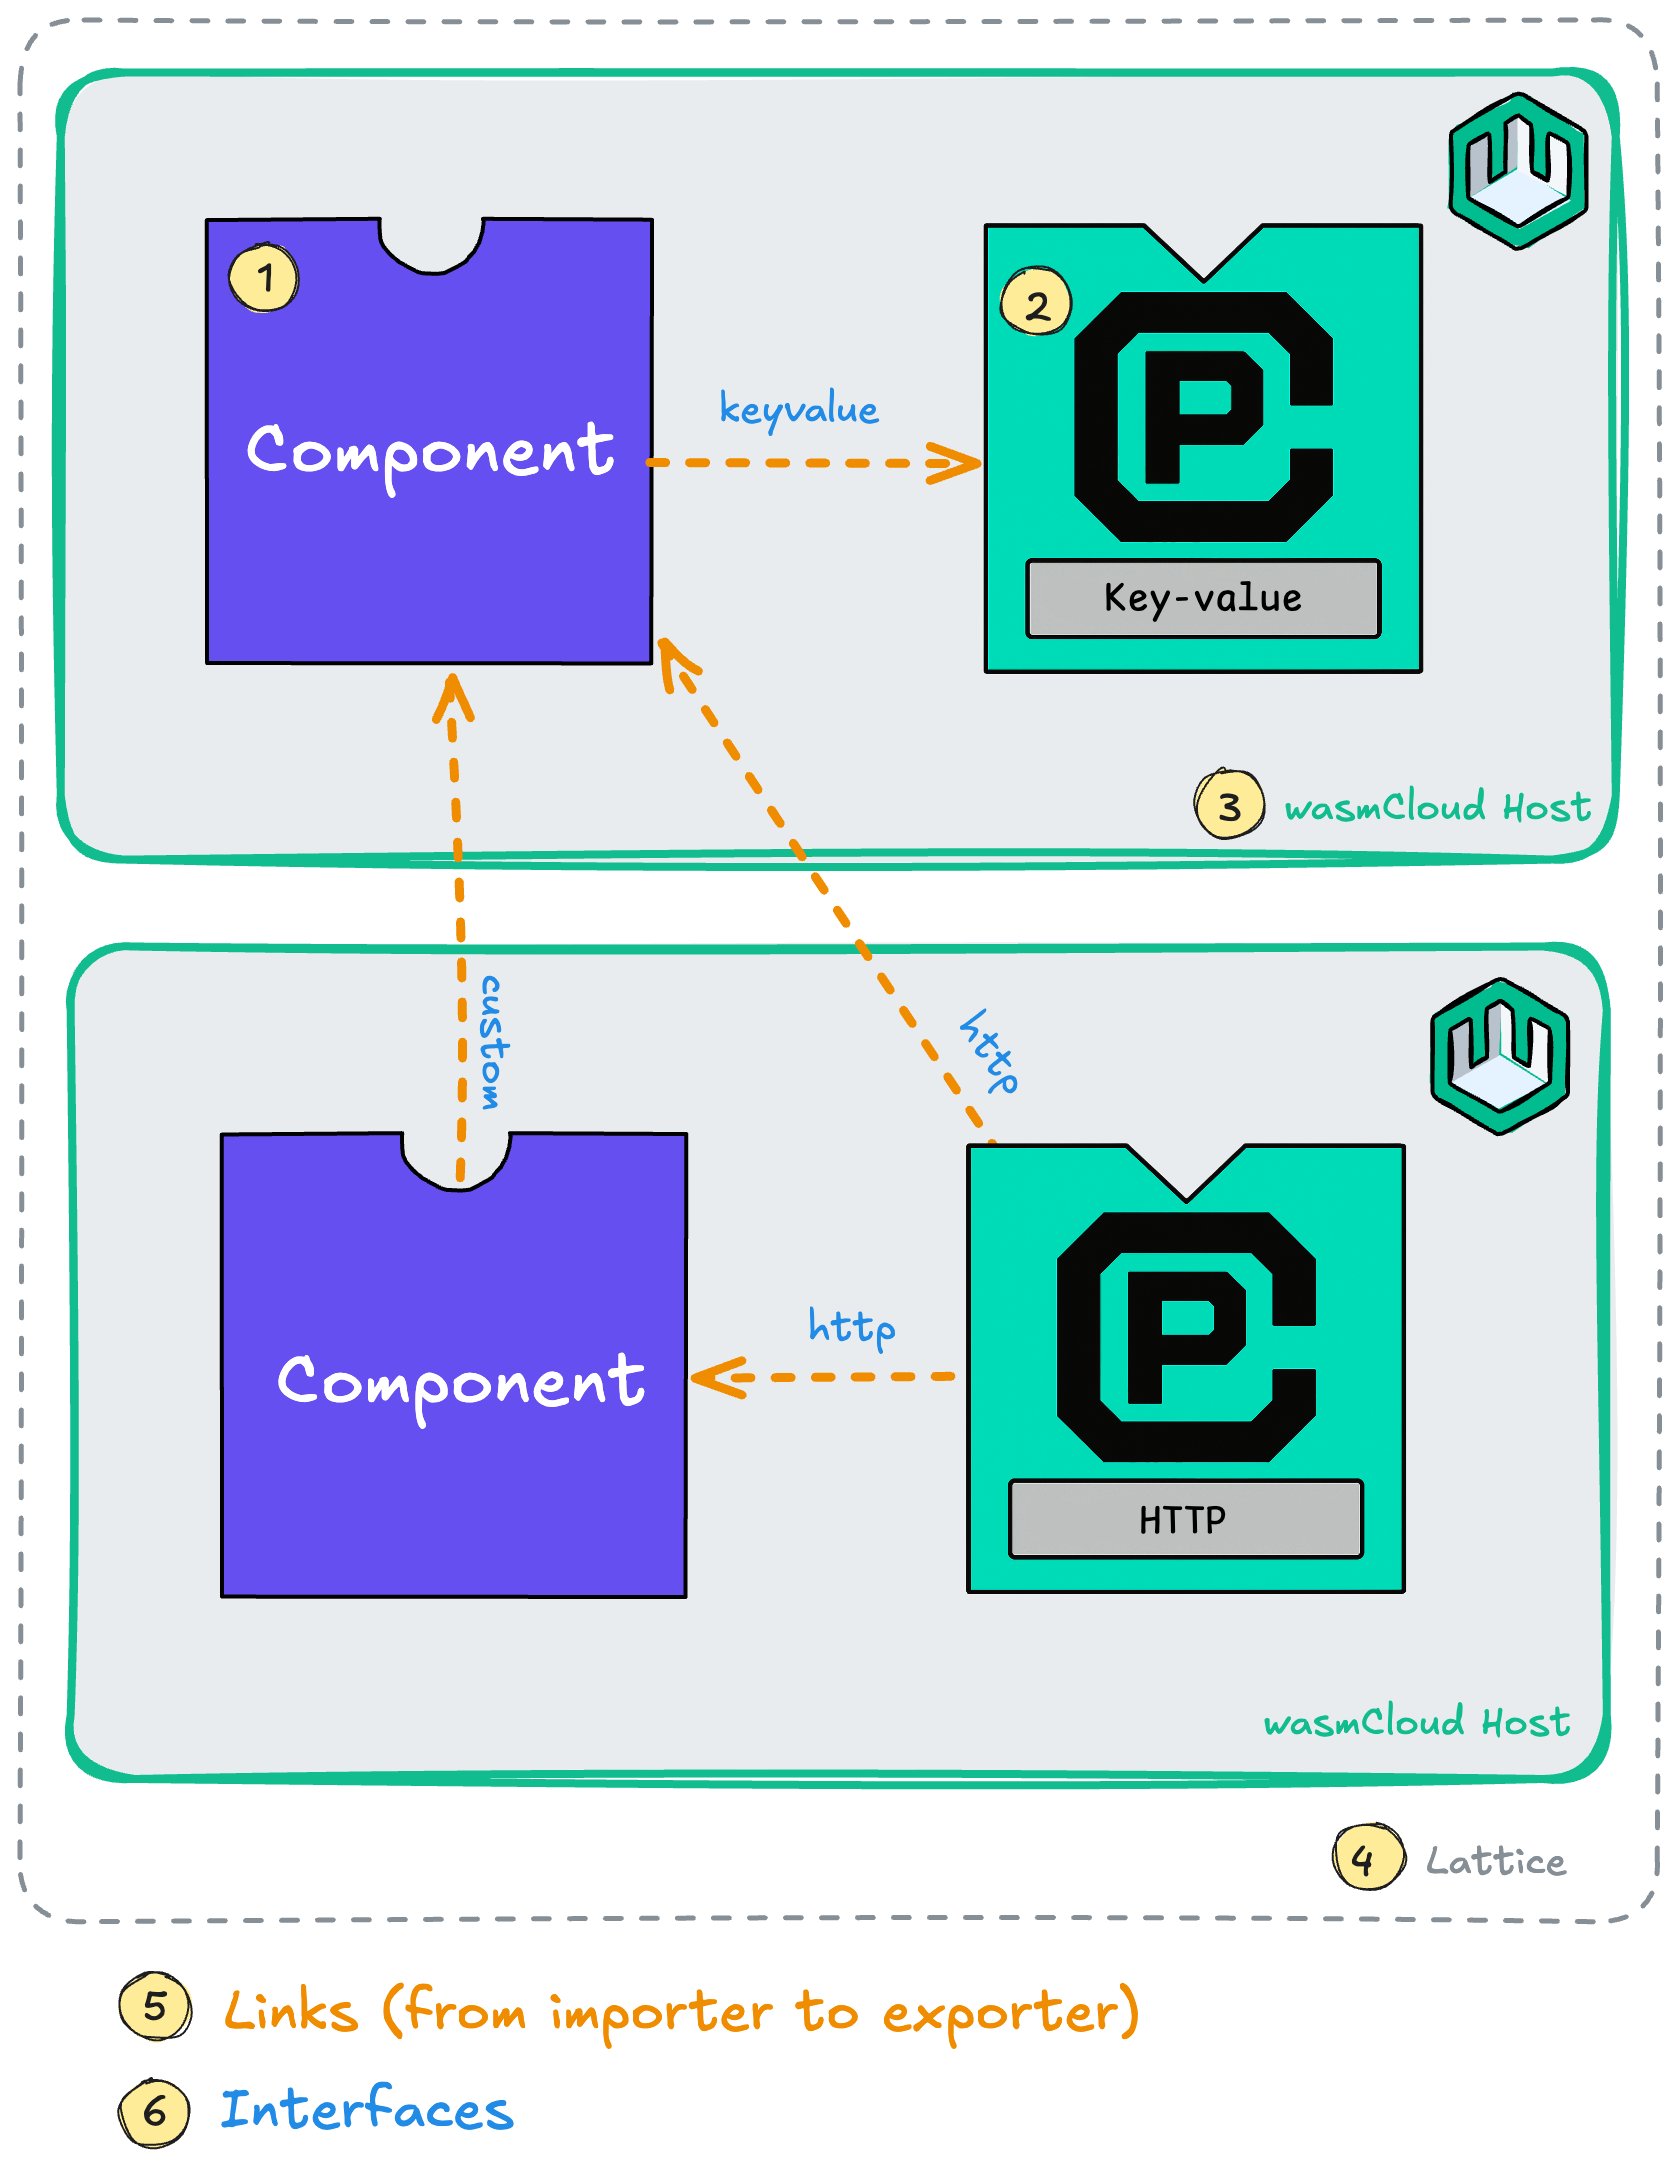 1
2
Component
keyvalue
P
Key-value
3 wasmCloud Host
custom
http
Component
http
P
HTTP
wasmCloud Host
4 Lattice
5 Links (from importer to exporter)
6 Interfaces